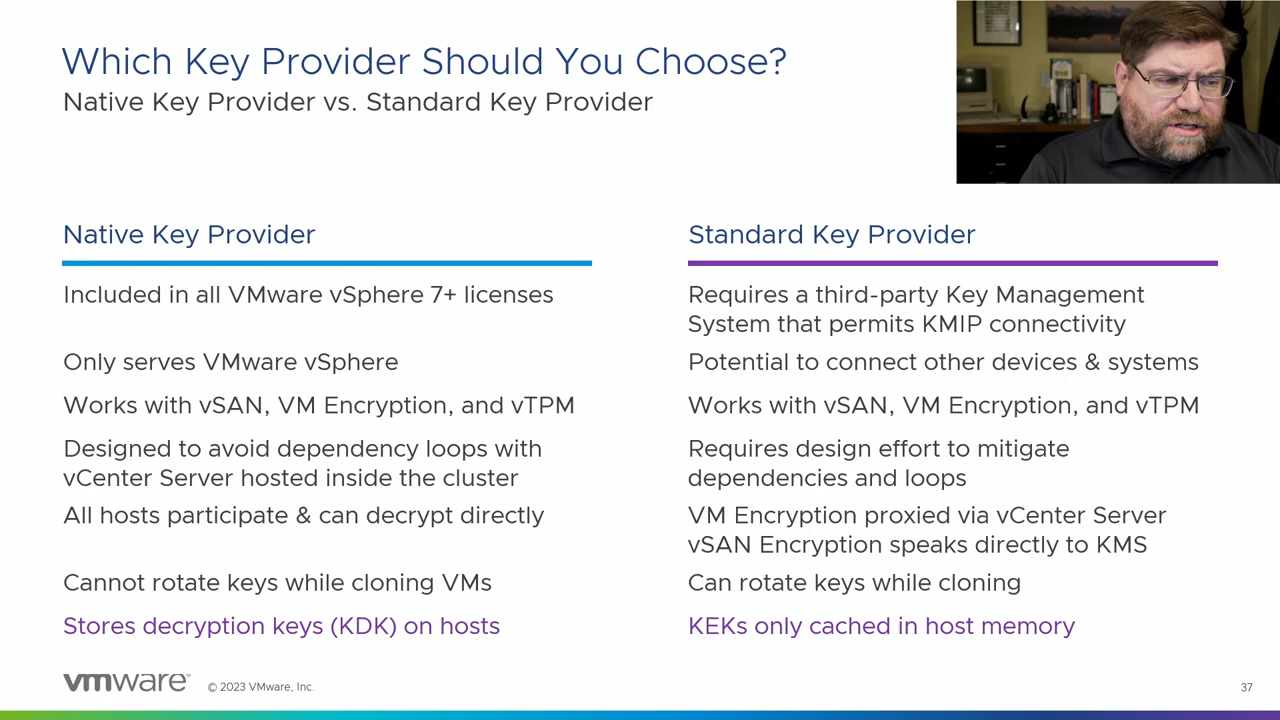 Which Key Provider Should You Choose?
Native Key Provider vs. Standard Key Provider
Native Key Provider
Included in all VMware vSphere 7+ licenses
Only serves VMware vSphere
Works with vSAN, VM Encryption, and vTPM
Designed to avoid dependency loops with
vCenter Server hosted inside the cluster
All hosts participate & can decrypt directly
Cannot rotate keys while cloning VMs
Stores decryption keys (KDK) on hosts
Standard Key Provider
Requires a third-party Key Management
System that permits KMIP connectivity
Potential to connect other devices & systems
Works with vSAN, VM Encryption, and vTPM
Requires design effort to mitigate
dependencies and loops
VM Encryption proxied via vCenter Server
vSAN Encryption speaks directly to KMS
Can rotate keys while cloning
KEKs only cached in host memory
vmware®
© 2023 VMware, Inc.
37